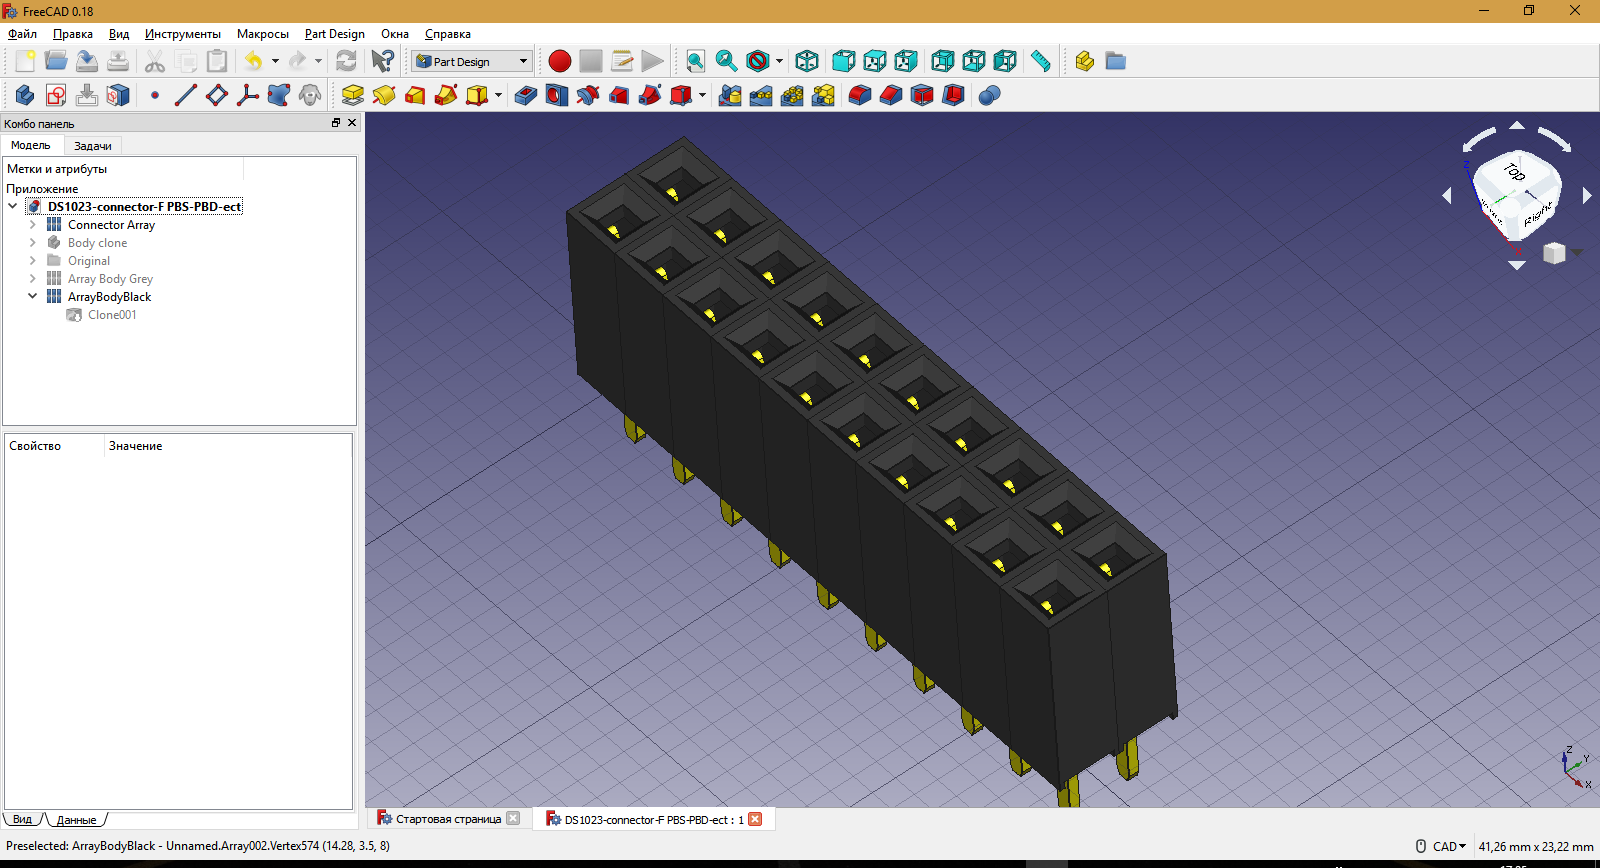 FreeCAD 0.18
Файл Правка Вид Инструменты Макросы Part Design Окна Справка
Part Design
Комбо панель
Модель Задачи
Метки и атрибуты
Приложение
DS1023-connector-F PBS-PBD-ect
Connector Array
Body clone
Original
Array Body Grey
ArrayBodyBlack
Clone001
Свойство Значение
Top
Right
Z
Z
Y
X
Вид Данные
Стартовая страница
DS1023-connector-F PBS-PBD-ect : 1
Preselected: ArrayBodyBlack - Unnamed.Array002.Vertex574 (14.28, 3.5, 8)
CAD
41,26 mm x 23,22 mm